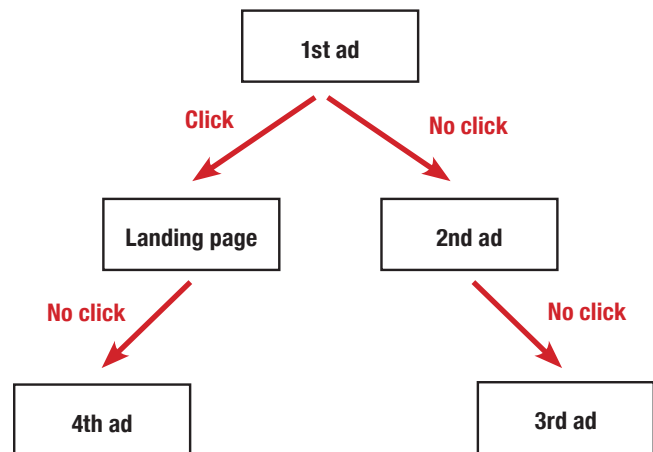 1st ad
Click
No click
Landing page
2nd ad
No click
No click
4th ad
3rd ad